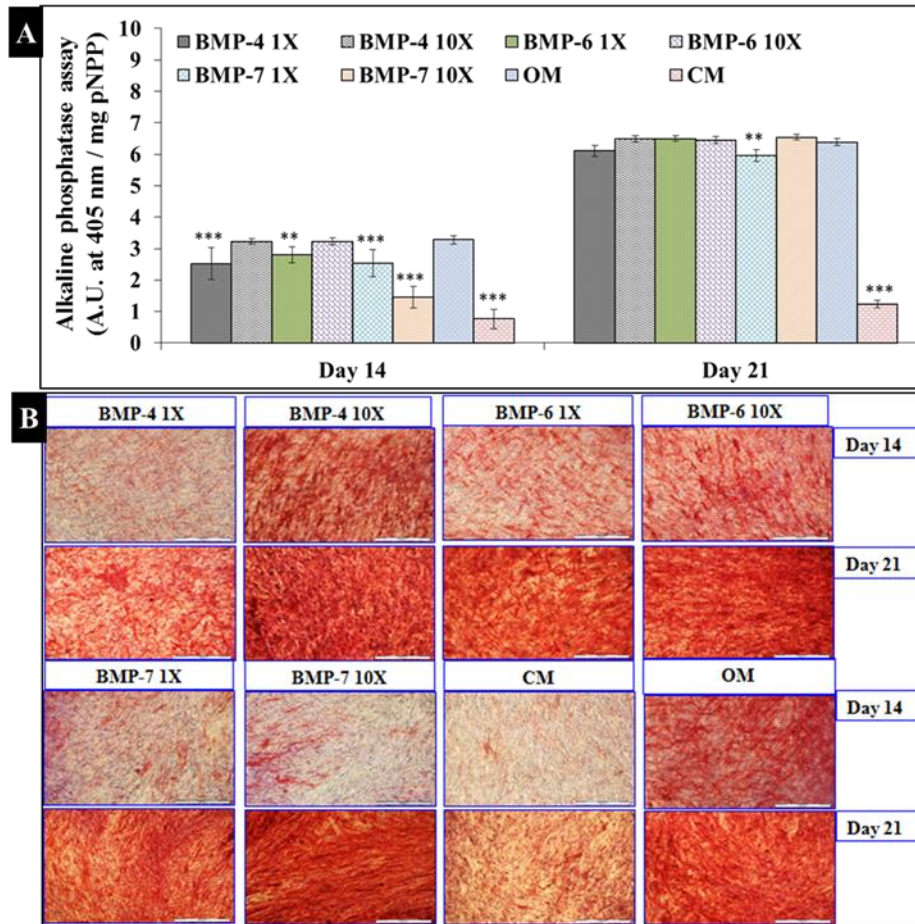 A
Alkaline phosphatase assay
(A.U. at 405 nm / mg pNPP)
10
9
8
7
6
5
4
3
2
1
0
BMP-4 1X BMP-4 10X BMP-6 1X BMP-6 10X
BMP-7 1X BMP-7 10X OM CM
*** ** *** *** ***
** ***
Day 14 Day 21
B
BMP-4 1X BMP-4 10X BMP-6 1X BMP-6 10X
Day 14
Day 21
BMP-7 1X BMP-7 10X CM OM
Day 14
Day 21